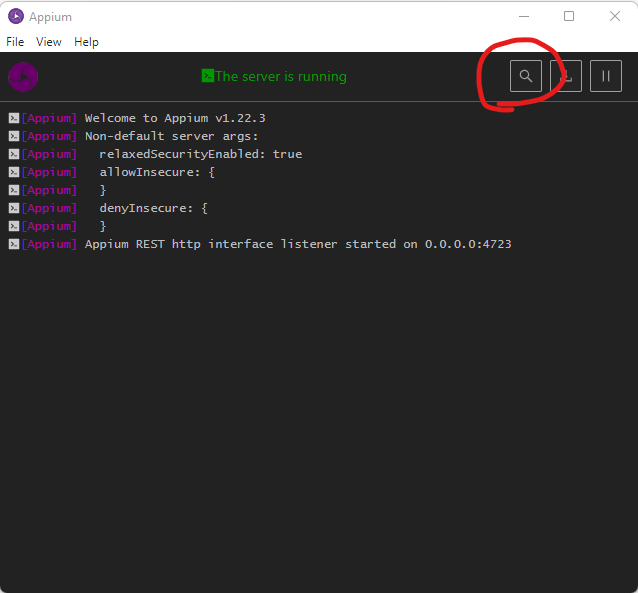 Appium
File View Help
The server is running
[Appium] Welcome to Appium v1.22.3
[Appium] Non-default server args:
[Appium]   relaxedSecurityEnabled: true
[Appium]   allowInsecure: {
[Appium]   }
[Appium]   denyInsecure: {
[Appium]   }
[Appium] Appium REST http interface listener started on 0.0.0.0:4723